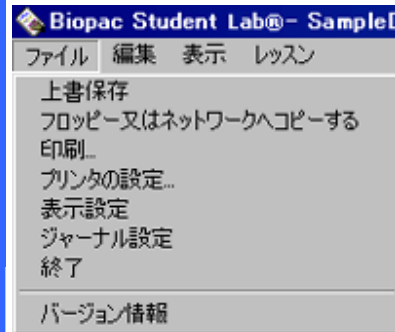 Biopac Student Lab®- SampleD
ファイル 編集 表示 レッスン
上書保存
フロッピー又はネットワークへコピーする
印刷...
プリンタの設定...
表示設定
ジャーナル設定
終了
バージョン情報